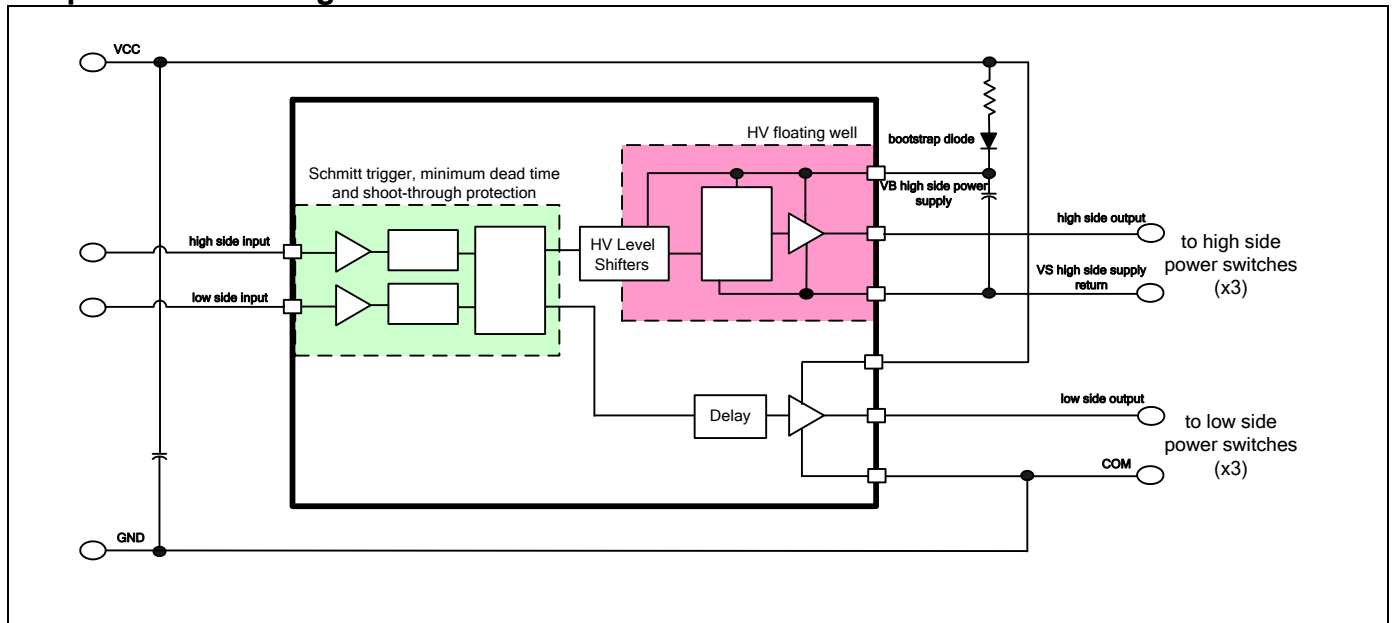 VCC
HV floating well
bootstrap diode
Schmitt trigger, minimum dead time
and shoot-through protection
VB high side power
supply
high side output
high side input
HV Level
Shifters
to high side
power switches
(x3)
VS high side supply
return
low side input
low side output
Delay
to low side
power switches
(x3)
COM
GND